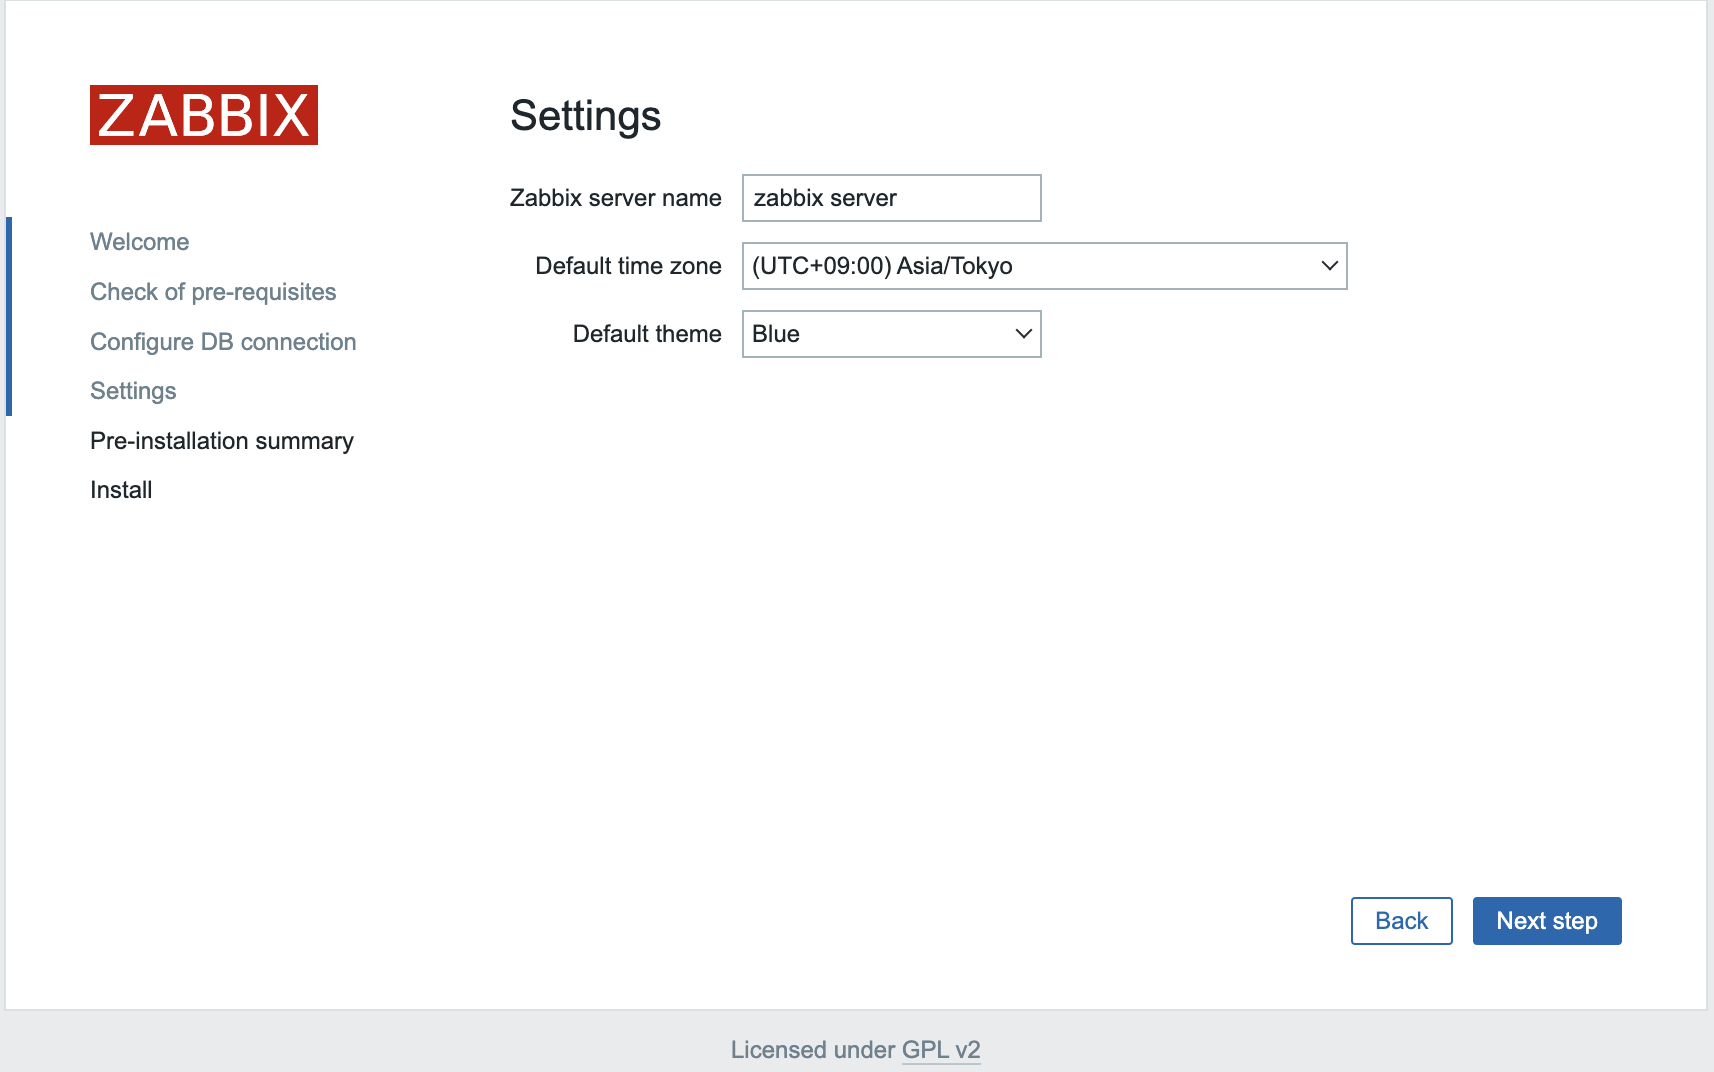 ZABBIX
Welcome
Check of pre-requisites
Configure DB connection
Settings
Pre-installation summary
Install
Settings
Zabbix server name zabbix server
Default time zone (UTC+09:00) Asia/Tokyo
Default theme Blue
Back Next step
Licensed under GPL v2